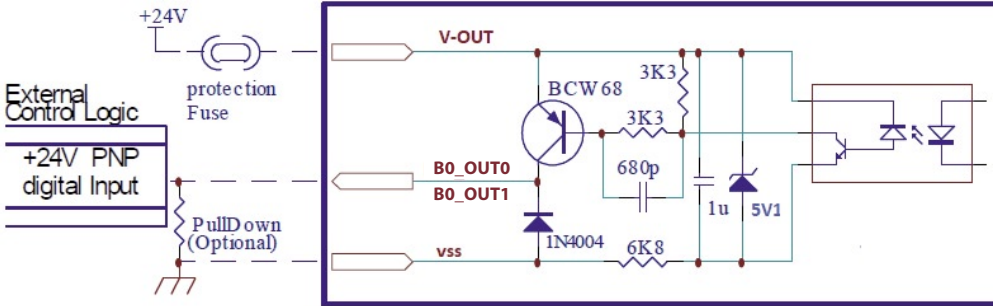 +24V
protection
Fuse
External
Control Logic
+24V PNP
digital Input
PullDown
(Optional)
V-OUT
B0_OUT0
B0_OUT1
vss
BCW68
3K3
3K3
680p
1u
5V1
1N4004
6K8